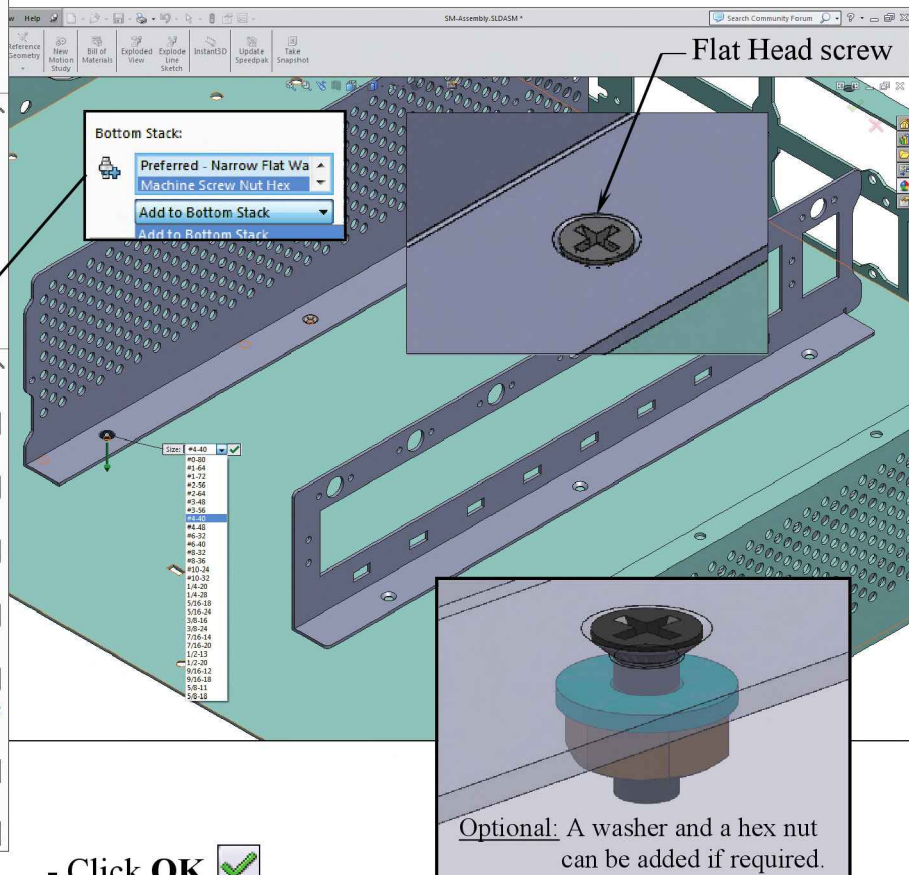 w Help
SM-Assembly.SLDASM *
Search Community Forum
Reference Geometry
New Motion Study
Bill of Materials
Exploded View
Explode Line Sketch
Instant3D
Update Speedpak
Take Snapshot
Flat Head screw
Bottom Stack:
Preferred - Narrow Flat Wa
Machine Screw Nut Hex
Add to Bottom Stack
Add to Bottom Stack
Size: #4-40
#0-80
#1-64
#1-72
#2-56
#2-64
#3-48
#3-56
#4-40
#4-48
#6-32
#6-40
#8-32
#8-36
#10-24
#10-32
1/4-20
1/4-28
5/16-18
5/16-24
3/8-16
3/8-24
7/16-14
7/16-20
1/2-13
1/2-20
9/16-12
9/16-18
5/8-11
5/8-18
Optional: A washer and a hex nut
can be added if required.
- Click OK